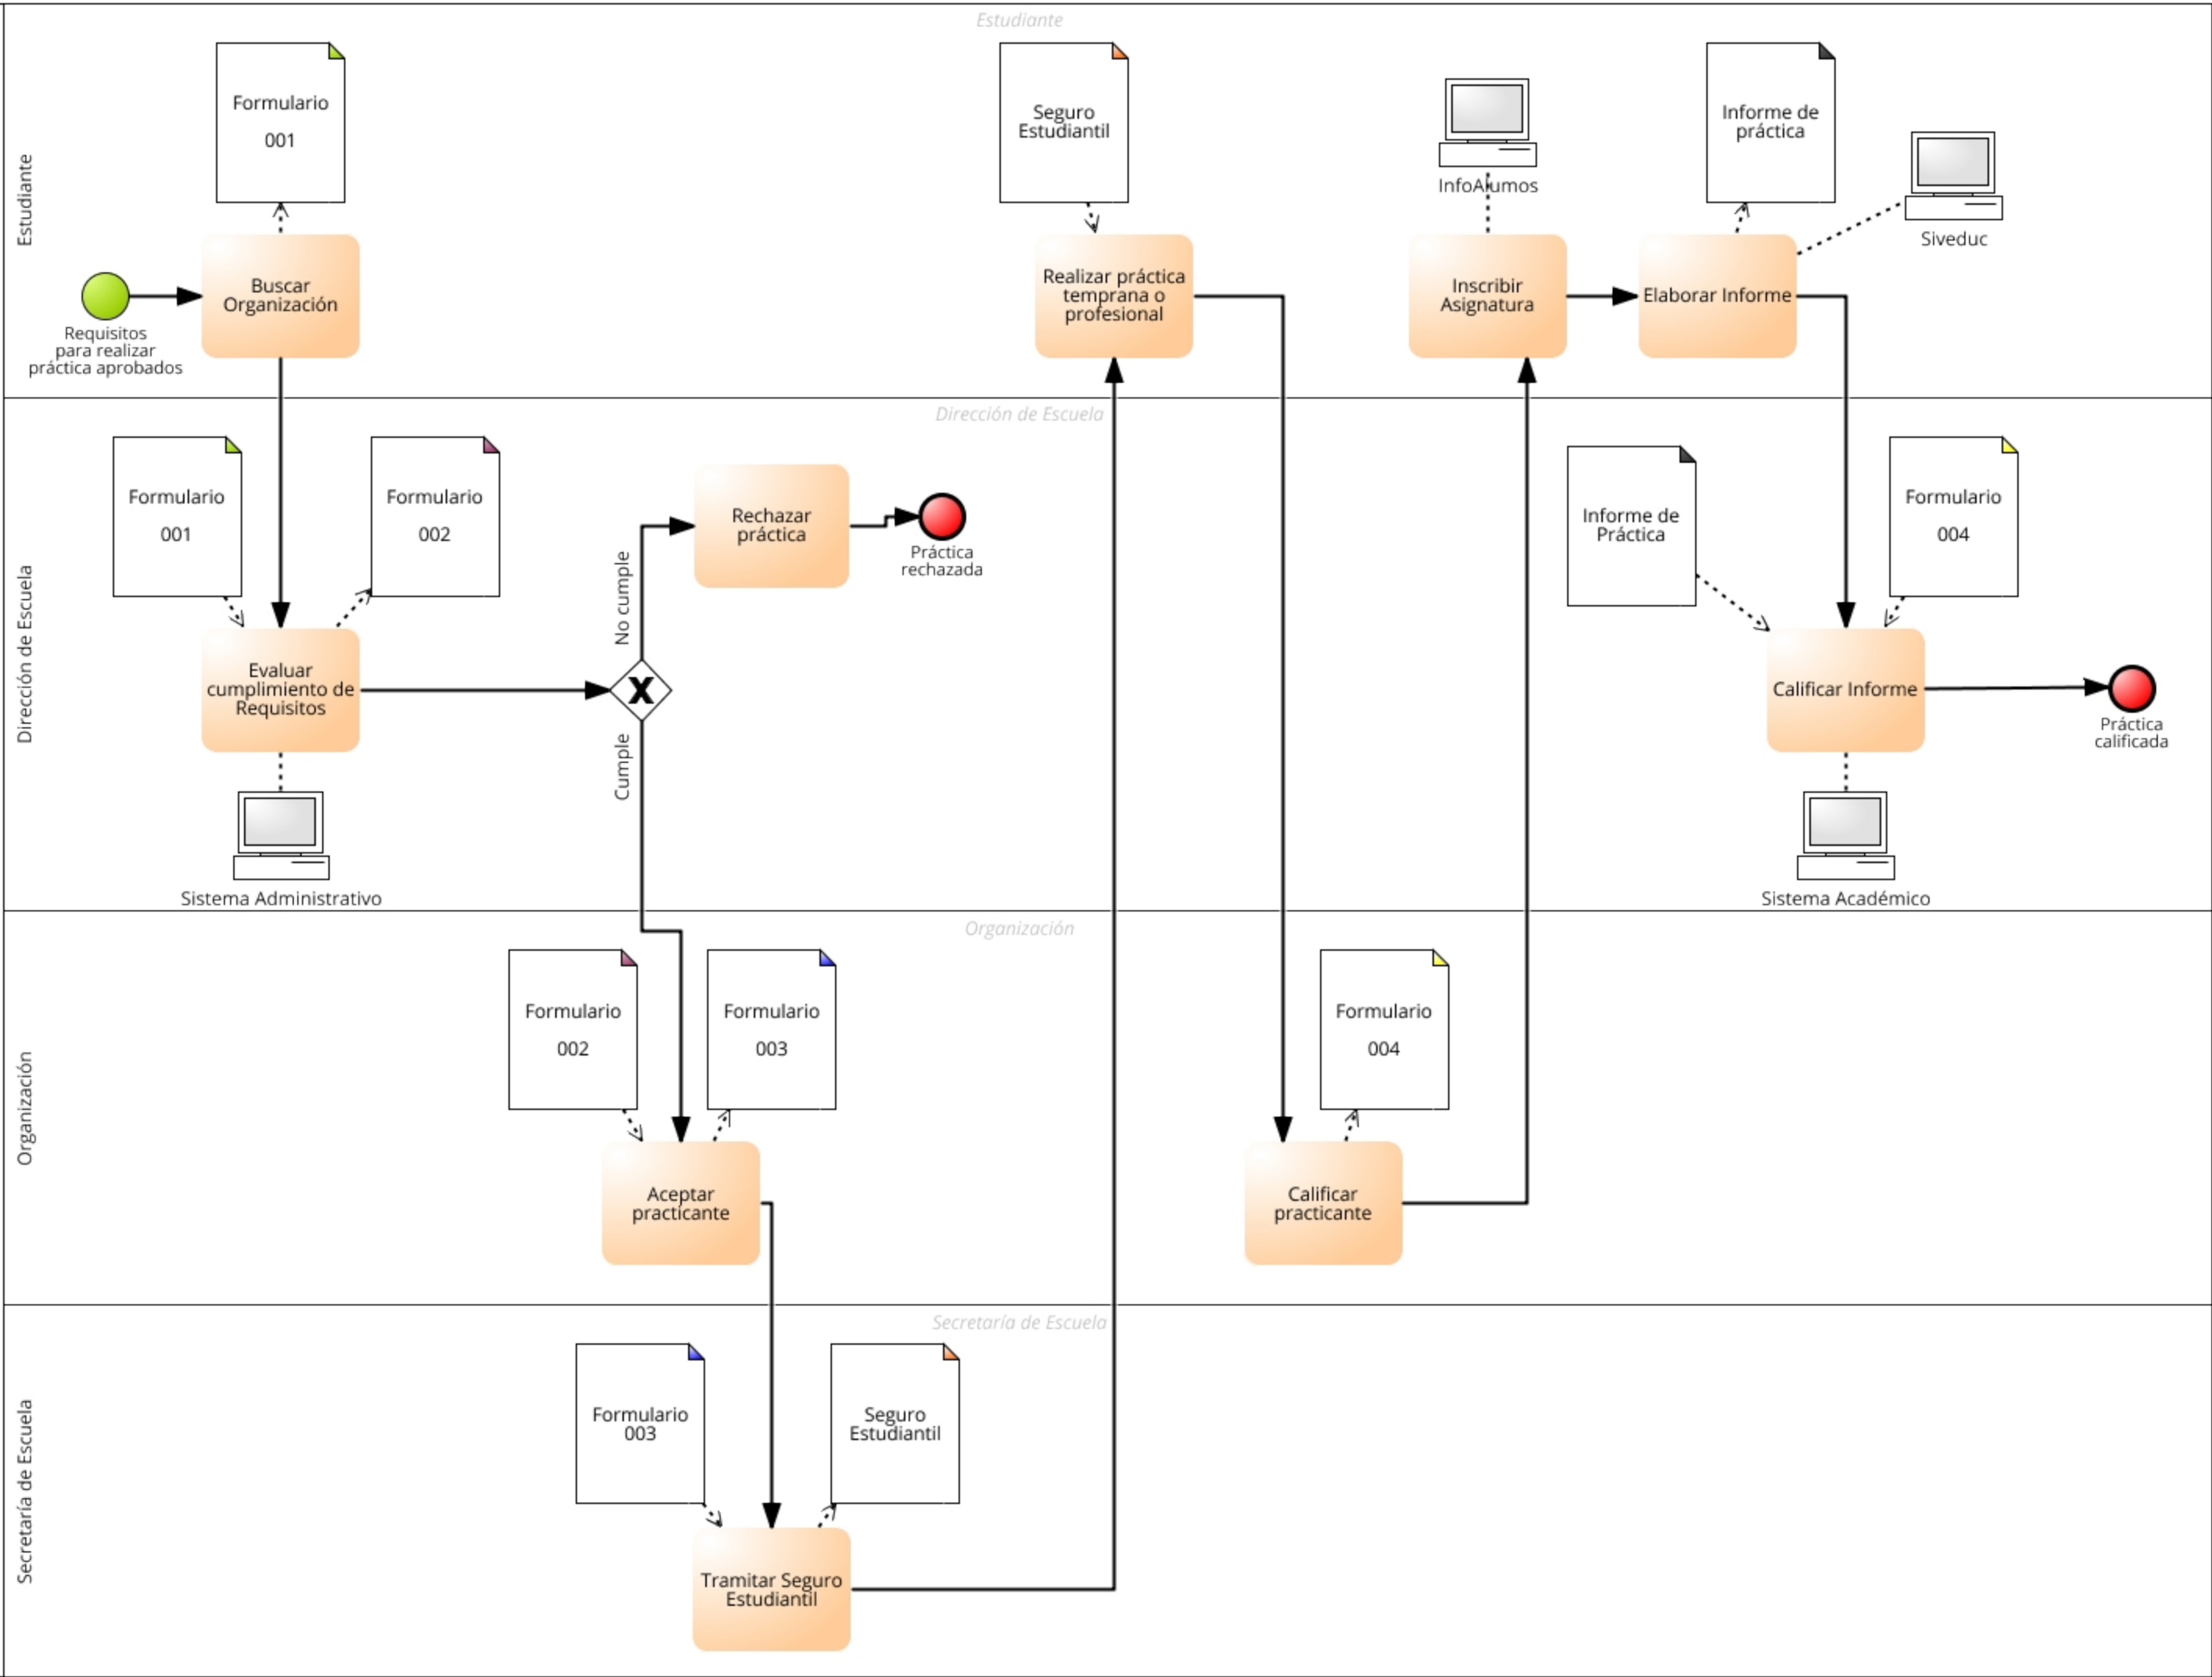 Estudiante
Estudiante
Formulario
001
Seguro
Estudiantil
InfoAlumos
Informe de
práctica
Siveduc
Requisitos
para realizar
práctica aprobados
Buscar
Organización
Realizar práctica
temprana o
profesional
Inscribir
Asignatura
Elaborar Informe
Dirección de Escuela
Dirección de Escuela
Formulario
001
Formulario
002
Evaluar
cumplimiento de
Requisitos
Sistema Administrativo
No cumple
Cumple
Rechazar
práctica
Práctica
rechazada
Informe de
Práctica
Formulario
004
Calificar Informe
Práctica
calificada
Sistema Académico
Organización
Organización
Formulario
002
Formulario
003
Aceptar
practicante
Formulario
004
Calificar
practicante
Secretaría de Escuela
Secretaría de Escuela
Formulario
003
Seguro
Estudiantil
Tramitar Seguro
Estudiantil